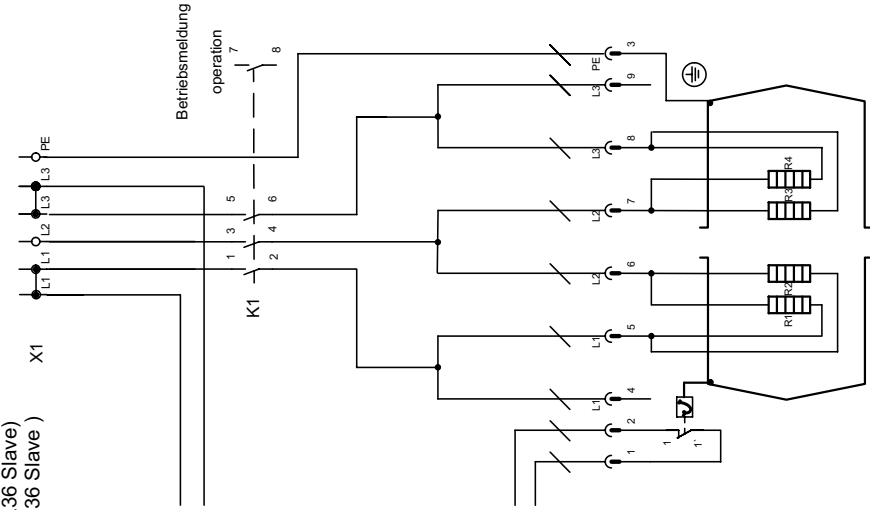 Betriebsmeldung
operation
7
8
PE
L3
L3
L2
L1
L1
X1
5
6
3
4
1
2
K1
PE
3
L3
9
L3
8
L2
7
L2
6
L1
5
L1
4
2
1
R4
R3
R2
R1
1
1`
36 Slave)
36 Slave )